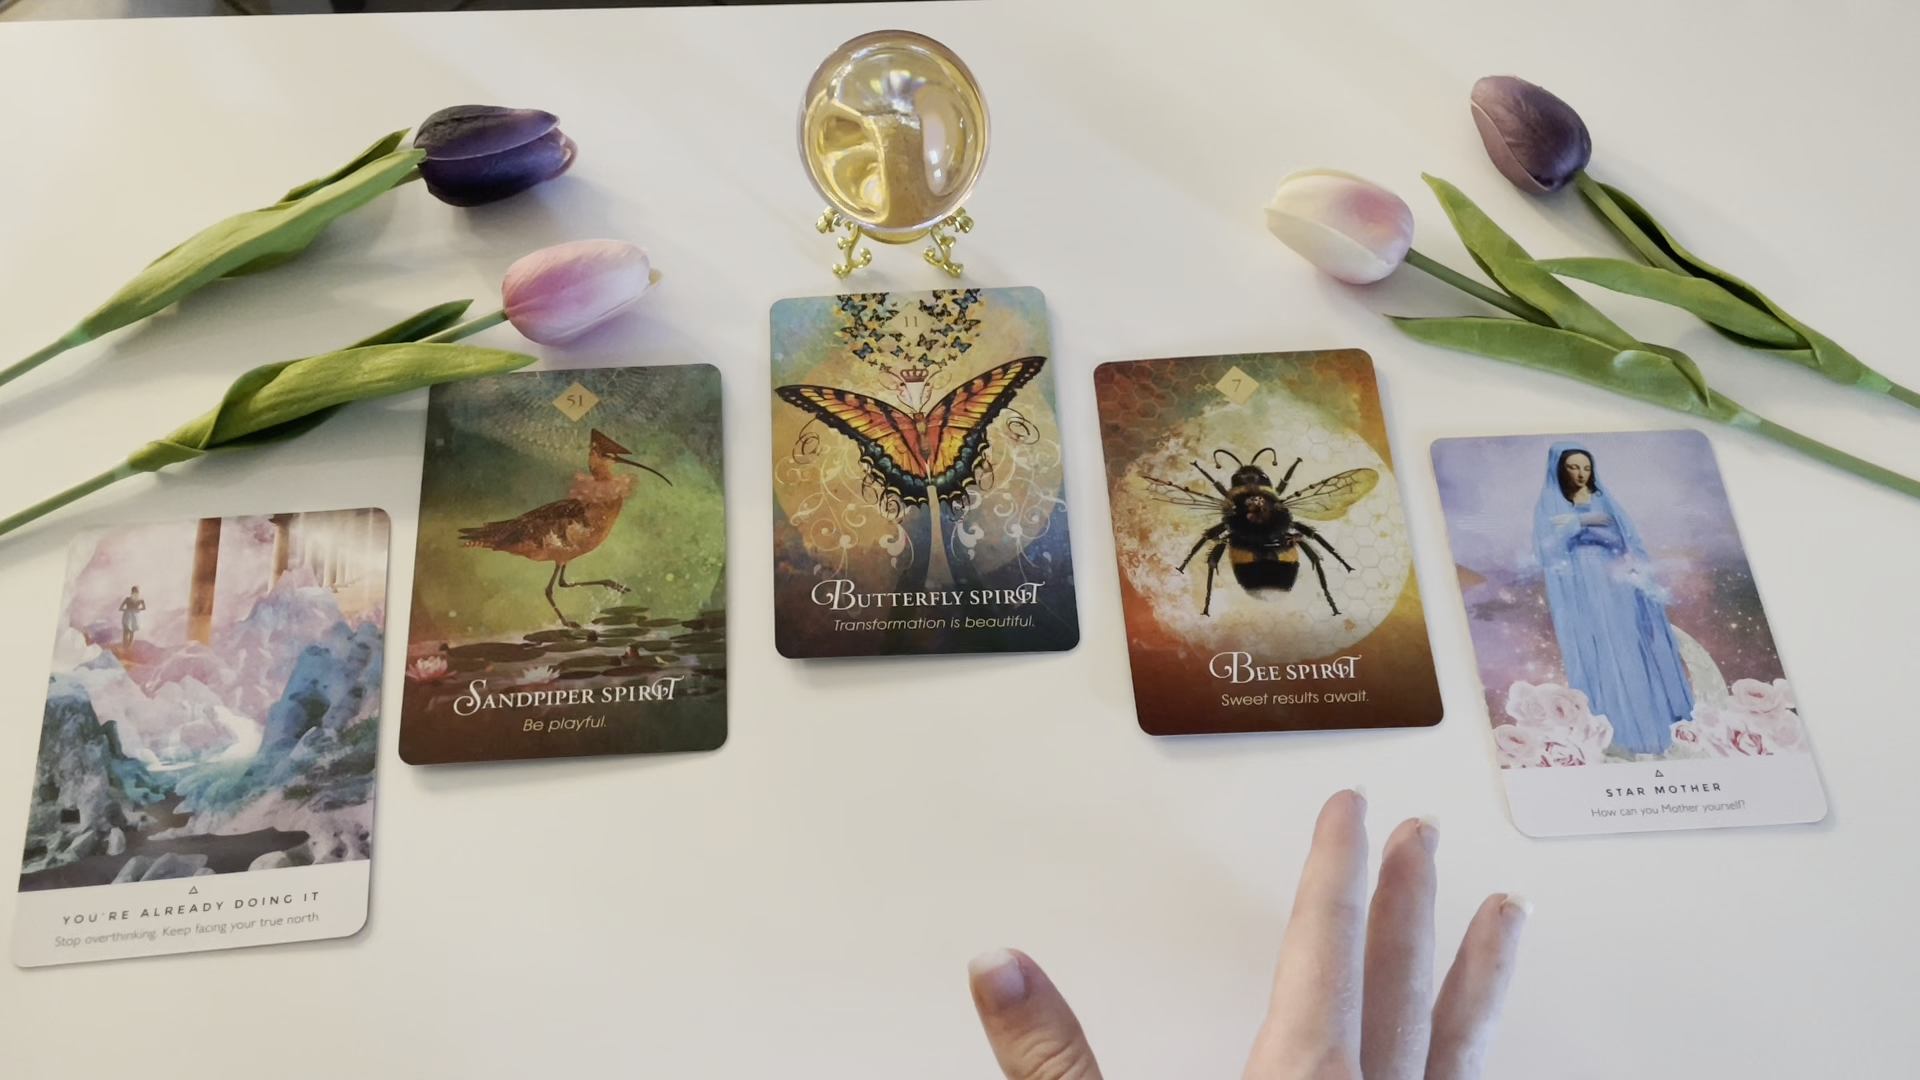 YOU'RE ALREADY DOING IT
Stop overthinking. Keep facing your true north
51
SANDPIPER SPIRIT
Be playful.
11
BUTTERFLY SPIRIT
Transformation is beautiful.
7
BEE SPIRIT
Sweet results await.
STAR MOTHER
How can you Mother yourself?